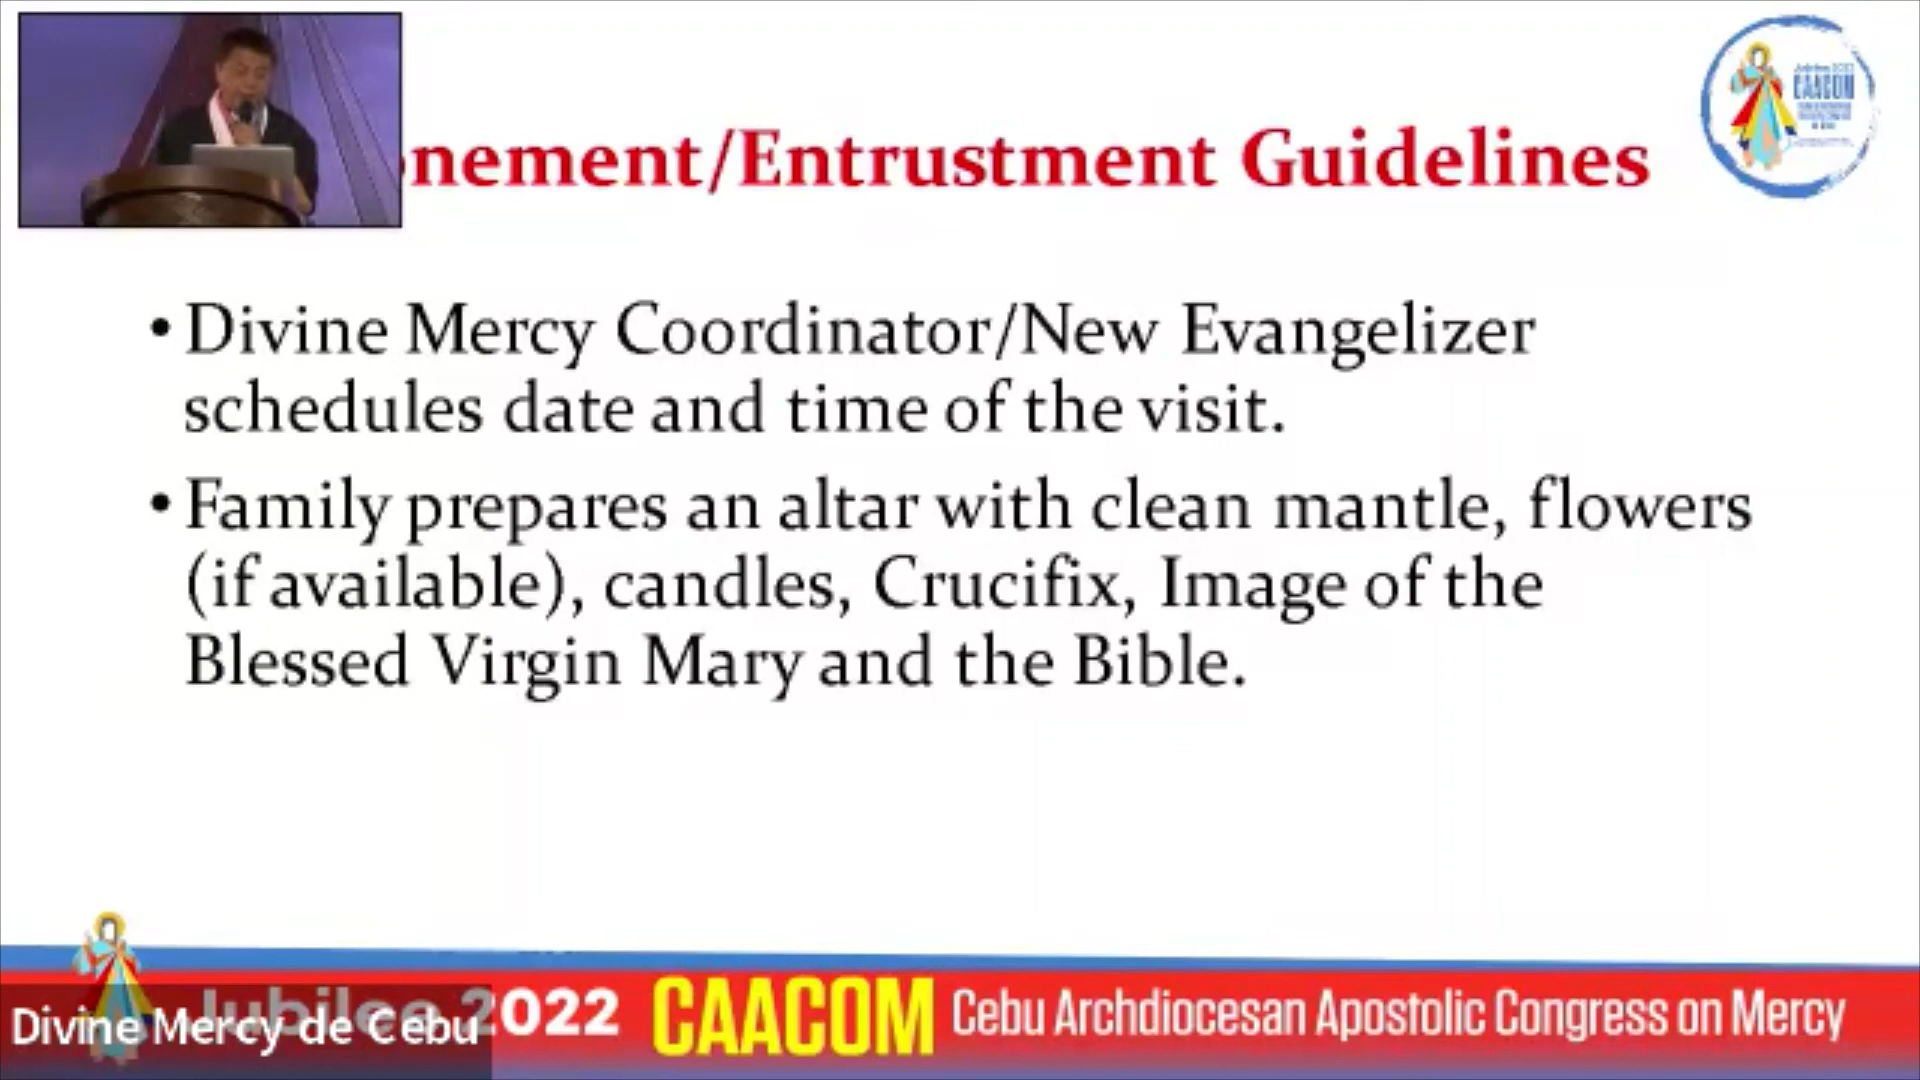 nement/Entrustment Guidelines
CAACOM
• Divine Mercy Coordinator/New Evangelizer
schedules date and time of the visit.
• Family prepares an altar with clean mantle, flowers
(if available), candles, Crucifix, Image of the
Blessed Virgin Mary and the Bible.
Jubilee 2022 CAACOM Cebu Archdiocesan Apostolic Congress on Mercy
Divine Mercy de Cebu